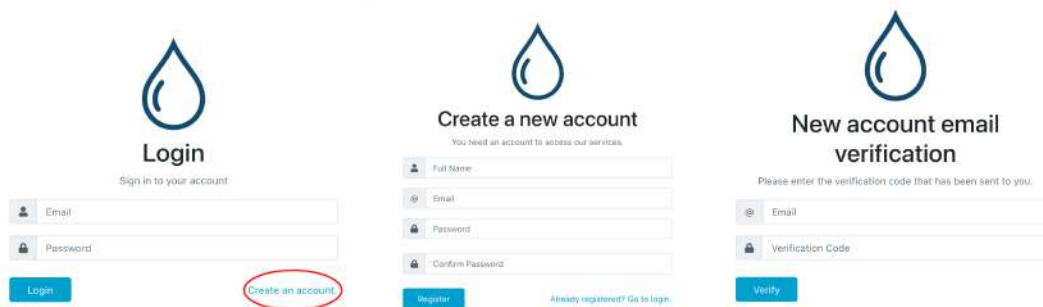 Login
Sign in to your account
Email
Password
Login
Create an account.
Create a new account
You need an account to access our services.
Full Name
@
Email
Password
Confirm Password
Register
Already registered? Go to login.
New account email
verification
Please enter the verification code that has been sent to you.
@
Email
Verification Code
Verify